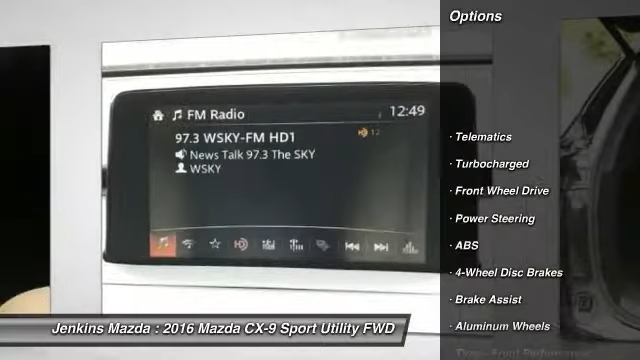 Options
FM Radio
12:49
97.3 WSKY-FM HD1
12
News Talk 97.3 The SKY
WSKY
· Telematics
· Turbocharged
· Front Wheel Drive
· Power Steering
· ABS
· 4-Wheel Disc Brakes
· Brake Assist
· Aluminum Wheels
Jenkins Mazda : 2016 Mazda CX-9 Sport Utility FWD